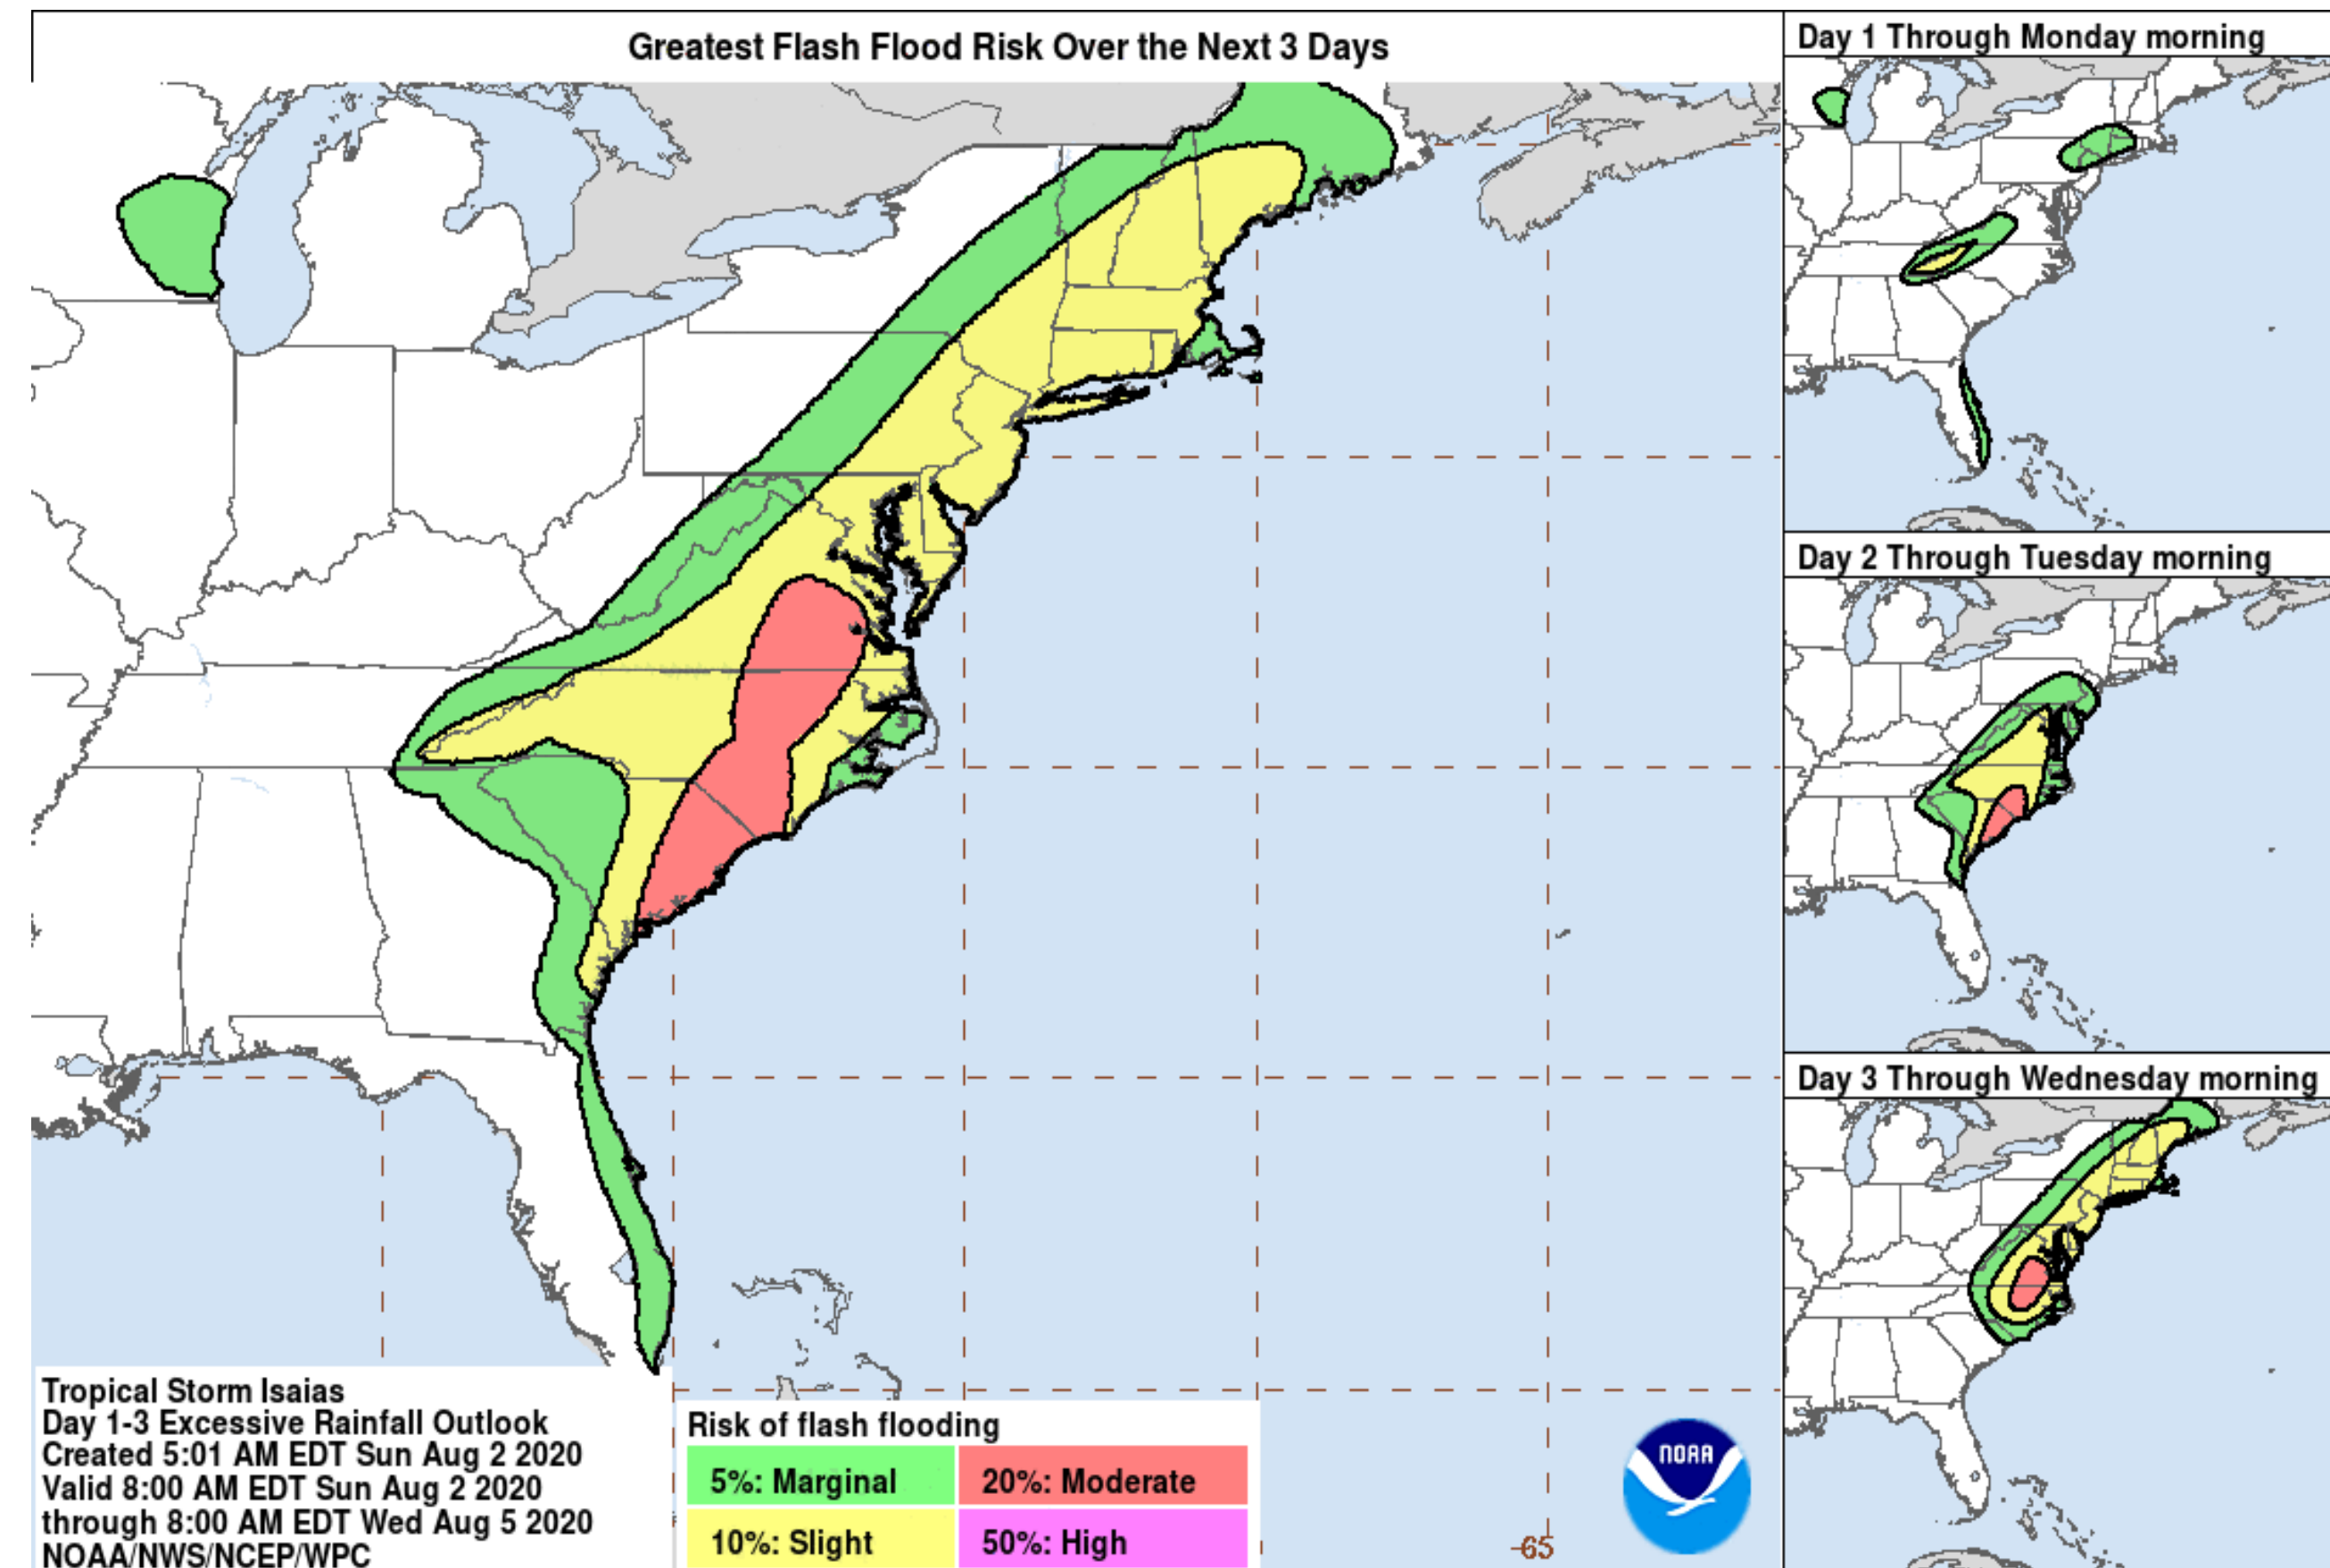 Greatest Flash Flood Risk Over the Next 3 Days
Day 1 Through Monday morning
Day 2 Through Tuesday morning
Day 3 Through Wednesday morning
Tropical Storm Isaias
Day 1-3 Excessive Rainfall Outlook
Created 5:01 AM EDT Sun Aug 2 2020
Valid 8:00 AM EDT Sun Aug 2 2020
through 8:00 AM EDT Wed Aug 5 2020
NOAA/NWS/NCEP/WPC
Risk of flash flooding
5%: Marginal
20%: Moderate
10%: Slight
50%: High
NOAA
-65